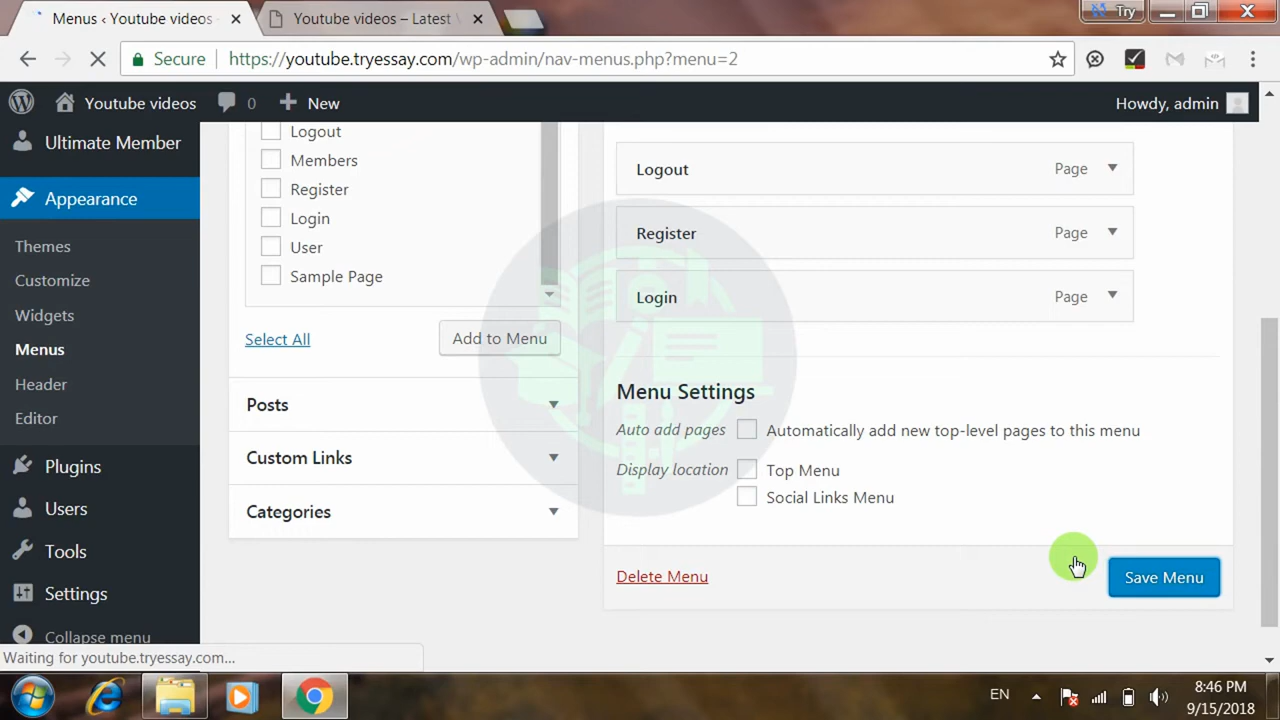 Menus ‹ Youtube videos
Youtube videos – Latest
Try
Secure
https://youtube.tryessay.com/wp-admin/nav-menus.php?menu=2
Youtube videos
0
New
Howdy, admin
Ultimate Member
Appearance
Themes
Customize
Widgets
Menus
Header
Editor
Plugins
Users
Tools
Settings
Collapse menu
Logout
Members
Register
Login
User
Sample Page
Select All
Add to Menu
Posts
Custom Links
Categories
Logout Page
Register Page
Login Page
Menu Settings
Auto add pages Automatically add new top-level pages to this menu
Display location Top Menu
Social Links Menu
Delete Menu
Save Menu
Waiting for youtube.tryessay.com...
EN
8:46 PM
9/15/2018